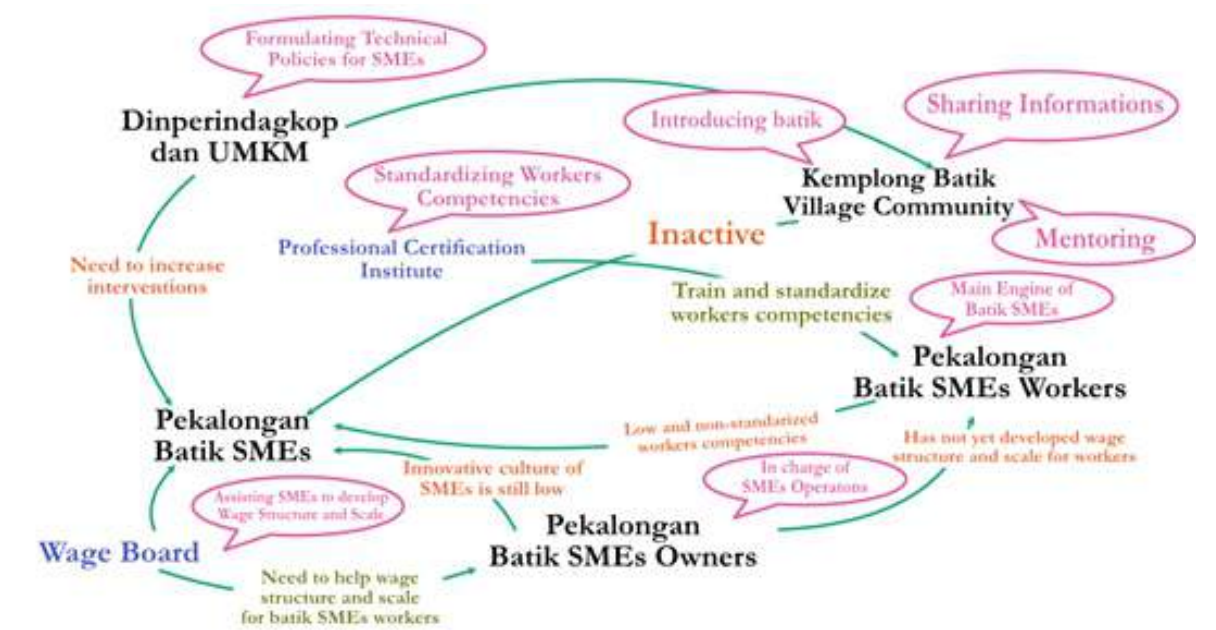 Formulating Technical
Policies for SMEs
Dinperindagkop
dan UMKM
Introducing batik
Sharing Informations
Standardizing Workers
Competencies
Kemplong Batik
Village Community
Professional Certification
Institute
Inactive
Mentoring
Need to increase
interventions
Train and standardize
workers competencies
Main Engine of
Batik SMEs
Pekalongan
Batik SMEs Workers
Pekalongan
Batik SMEs
Low and non-standarized
workers competencies
Has not yet developed wage
structure and scale for workers
Innovative culture of
SMEs is still low
In charge of
SMEs Operatons
Assisting SMEs to develop
Wage Structure and Scale
Pekalongan
Batik SMEs Owners
Wage Board
Need to help wage
structure and scale
for batik SMEs workers